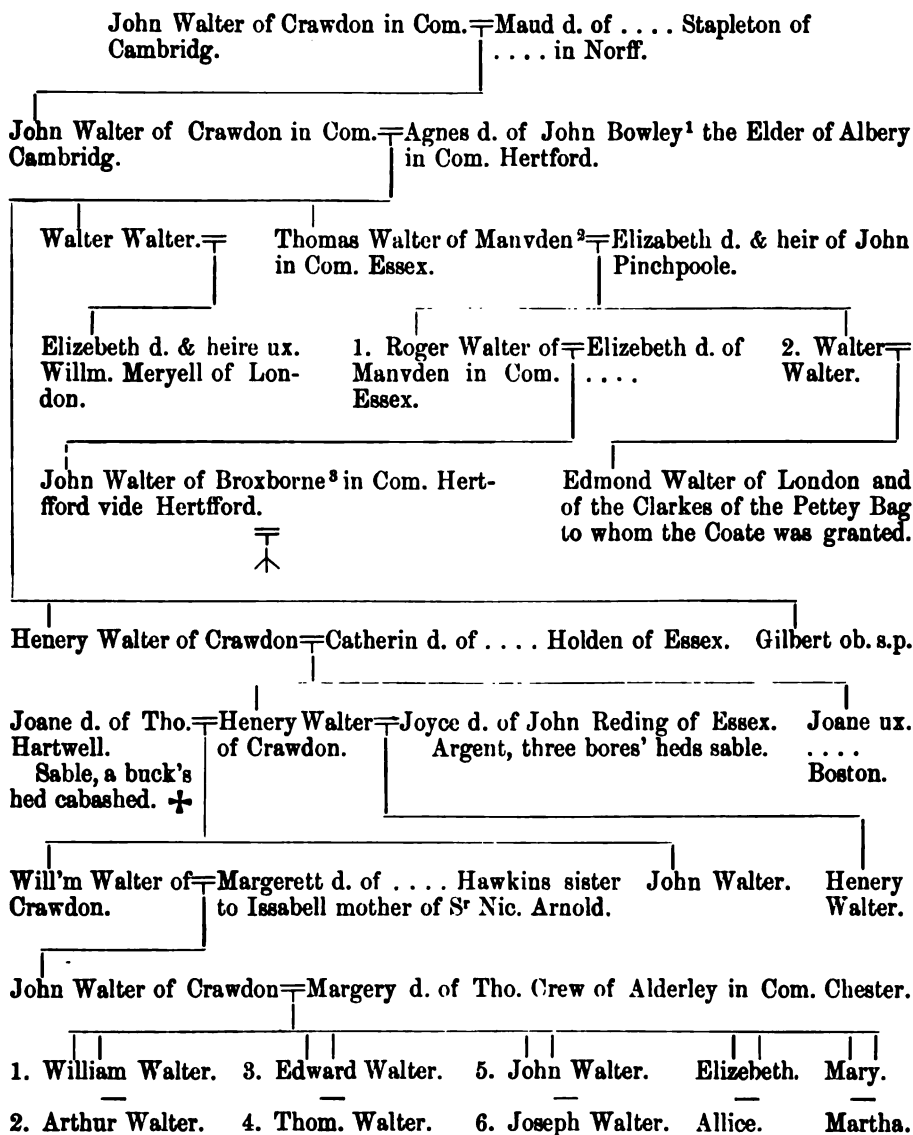 John Walter of Crawdon in Com. Maud d. of .... Stapleton of
Cambridg. .... in Norff.
John Walter of Crawdon in Com. Agnes d. of John Bowley¹ the Elder of Albery
Cambridg. in Com. Hertford.
Walter Walter. Thomas Walter of Manvden² Elizabeth d. & heir of John
in Com. Essex. Pinchpoole.
Elizebeth d. & heire ux. 1. Roger Walter of Elizebeth d. of 2. Walter
Willm. Meryell of Lon- Manvden in Com. .... Walter.
don. Essex.
John Walter of Broxborne³ in Com. Hert- Edmond Walter of London and
fford vide Hertfford. of the Clarkes of the Pettey Bag
to whom the Coate was granted.
Henery Walter of Crawdon Catherin d. of .... Holden of Essex. Gilbert ob. s.p.
Joane d. of Tho. Henery Walter Joyce d. of John Reding of Essex. Joane ux.
Hartwell. of Crawdon. Argent, three bores' heds sable. ....
Sable, a buck's Boston.
hed cabashed. ✢
Will'm Walter of Margerett d. of .... Hawkins sister John Walter. Henery
Crawdon. to Issabell mother of Sʳ Nic. Arnold. Walter.
John Walter of Crawdon Margery d. of Tho. Crew of Alderley in Com. Chester.
1. William Walter. 3. Edward Walter. 5. John Walter. Elizebeth. Mary.
2. Arthur Walter. 4. Thom. Walter. 6. Joseph Walter. Allice. Martha.